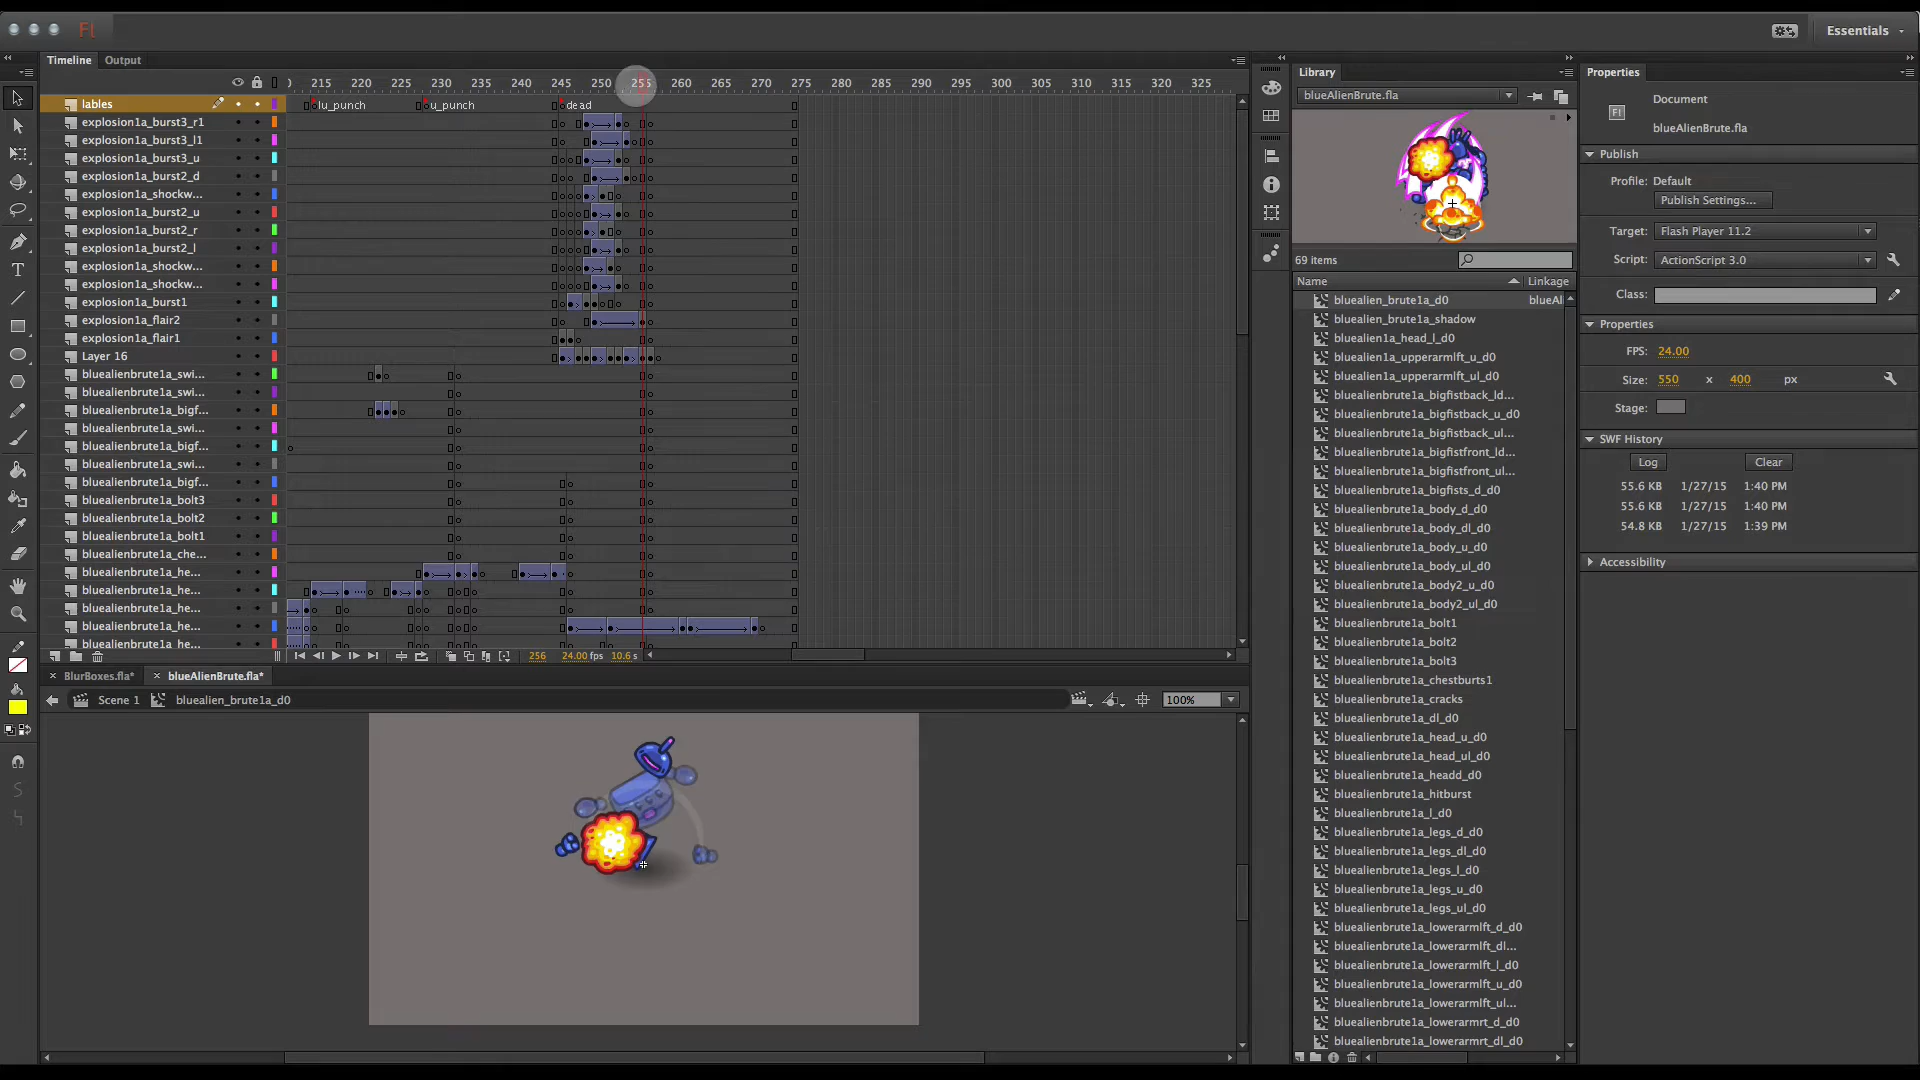 Fl
Essentials
Timeline Output
215 220 225 230 235 240 245 250 255 260 265 270 275 280 285 290 295 300 305 310 315 320 325
lables
lu_punch u_punch dead
explosion1a_burst3_r1
explosion1a_burst3_l1
explosion1a_burst3_u
explosion1a_burst2_d
explosion1a_shockw...
explosion1a_burst2_u
explosion1a_burst2_r
explosion1a_burst2_l
explosion1a_shockw...
explosion1a_shockw...
explosion1a_burst1
explosion1a_flair2
explosion1a_flair1
Layer 16
bluealienbrute1a_swi...
bluealienbrute1a_swi...
bluealienbrute1a_bigf...
bluealienbrute1a_swi...
bluealienbrute1a_bigf...
bluealienbrute1a_swi...
bluealienbrute1a_bigf...
bluealienbrute1a_bolt3
bluealienbrute1a_bolt2
bluealienbrute1a_bolt1
bluealienbrute1a_che...
bluealienbrute1a_he...
bluealienbrute1a_he...
bluealienbrute1a_he...
bluealienbrute1a_he...
bluealienbrute1a_he...
256 24.00 fps 10.6 s
BlurBoxes.fla* blueAlienBrute.fla*
Scene 1 bluealien_brute1a_d0
100%
Library
blueAlienBrute.fla
69 items
Name Linkage
bluealien_brute1a_d0 blueAl
bluealien_brute1a_shadow
bluealien1a_head_l_d0
bluealien1a_upperarmlft_u_d0
bluealien1a_upperarmlft_ul_d0
bluealienbrute1a_bigfistback_ld...
bluealienbrute1a_bigfistback_u_d0
bluealienbrute1a_bigfistback_ul...
bluealienbrute1a_bigfistfront_ld...
bluealienbrute1a_bigfistfront_ul...
bluealienbrute1a_bigfists_d_d0
bluealienbrute1a_body_d_d0
bluealienbrute1a_body_dl_d0
bluealienbrute1a_body_u_d0
bluealienbrute1a_body_ul_d0
bluealienbrute1a_body2_u_d0
bluealienbrute1a_body2_ul_d0
bluealienbrute1a_bolt1
bluealienbrute1a_bolt2
bluealienbrute1a_bolt3
bluealienbrute1a_chestburts1
bluealienbrute1a_cracks
bluealienbrute1a_dl_d0
bluealienbrute1a_head_u_d0
bluealienbrute1a_head_ul_d0
bluealienbrute1a_headd_d0
bluealienbrute1a_hitburst
bluealienbrute1a_l_d0
bluealienbrute1a_legs_d_d0
bluealienbrute1a_legs_dl_d0
bluealienbrute1a_legs_l_d0
bluealienbrute1a_legs_u_d0
bluealienbrute1a_legs_ul_d0
bluealienbrute1a_lowerarmlft_d_d0
bluealienbrute1a_lowerarmlft_dl...
bluealienbrute1a_lowerarmlft_l_d0
bluealienbrute1a_lowerarmlft_u_d0
bluealienbrute1a_lowerarmlft_ul...
bluealienbrute1a_lowerarmrt_d_d0
bluealienbrute1a_lowerarmrt_dl_d0
Properties
Fl
Document
blueAlienBrute.fla
Publish
Profile: Default
Publish Settings...
Target: Flash Player 11.2
Script: ActionScript 3.0
Class:
Properties
FPS: 24.00
Size: 550 x 400 px
Stage:
SWF History
Log Clear
55.6 KB 1/27/15 1:40 PM
55.6 KB 1/27/15 1:40 PM
54.8 KB 1/27/15 1:39 PM
Accessibility